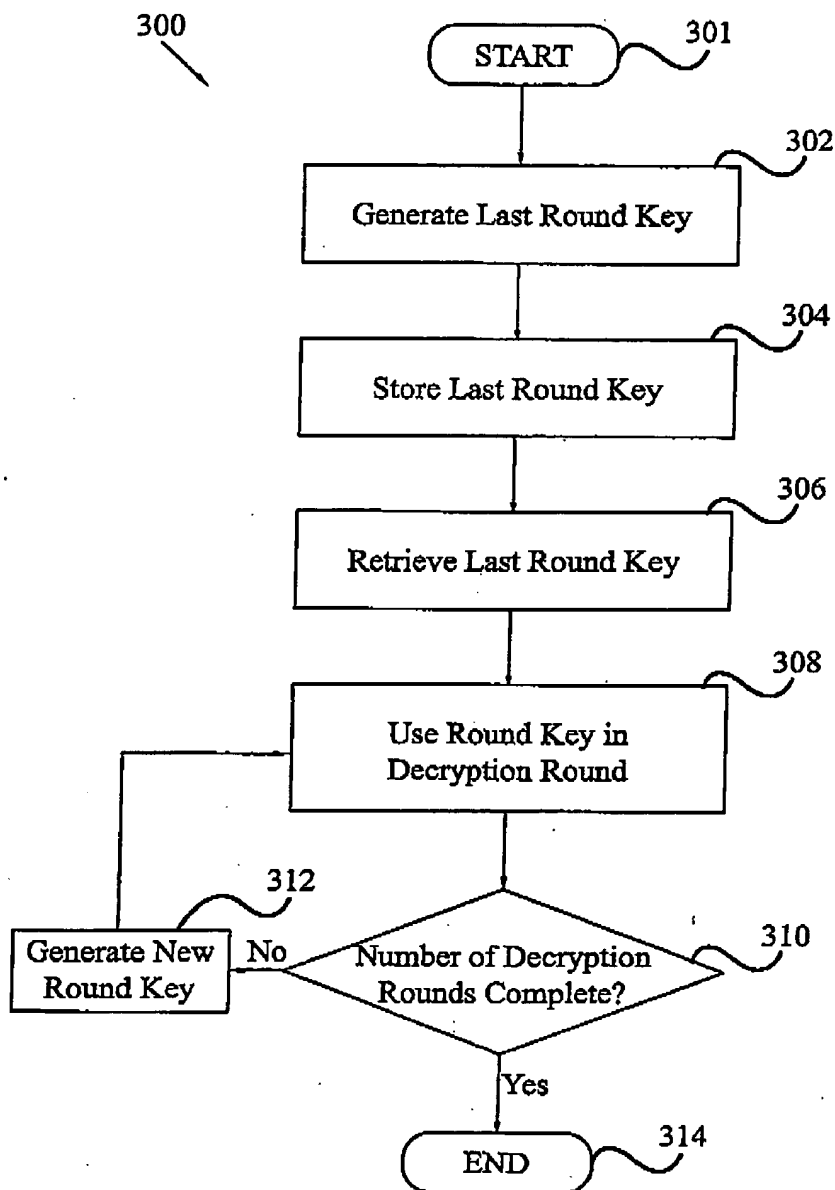 300
START
301
302
Generate Last Round Key
304
Store Last Round Key
306
Retrieve Last Round Key
308
Use Round Key in
Decryption Round
312
Generate New
Round Key
No
Number of Decryption
Rounds Complete?
310
Yes
END
314